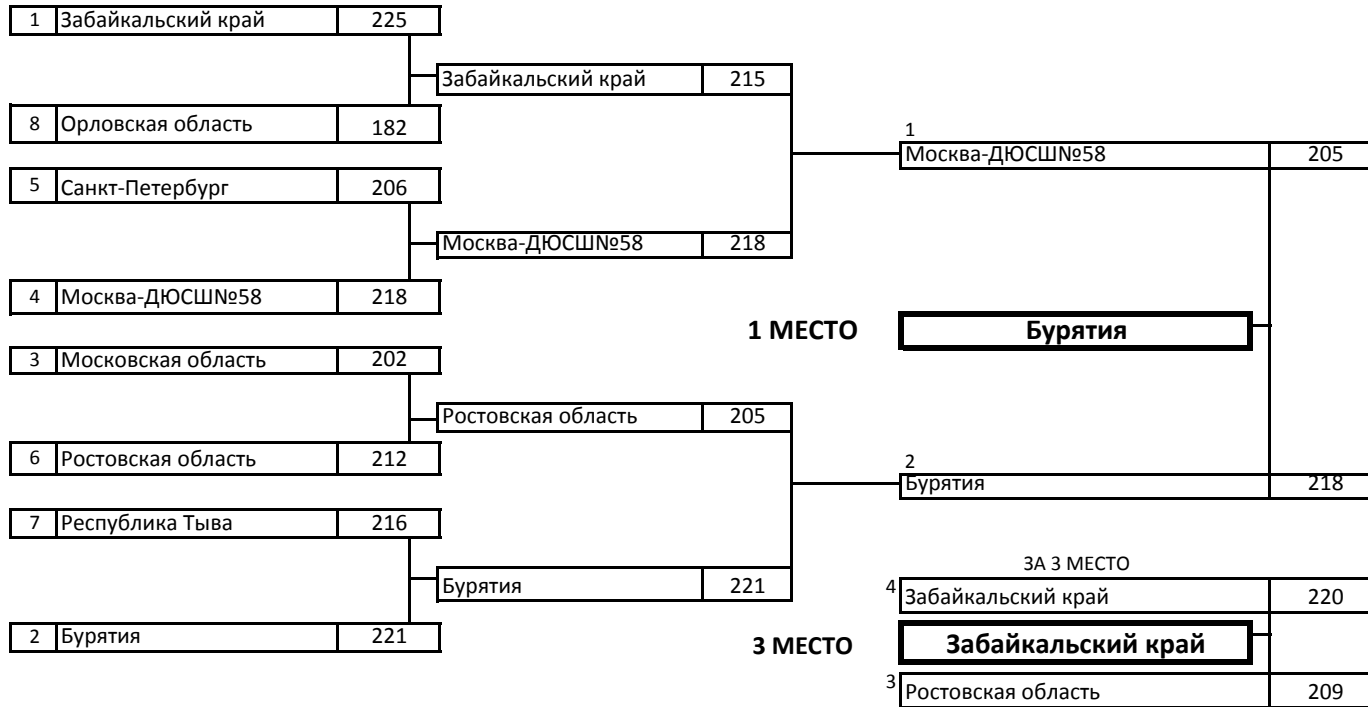 1 Забайкальский край 225
Забайкальский край 215
8 Орловская область 182
1
Москва-ДЮСШ№58 205
5 Санкт-Петербург 206
Москва-ДЮСШ№58 218
4 Москва-ДЮСШ№58 218
1 МЕСТО Бурятия
3 Московская область 202
Ростовская область 205
6 Ростовская область 212
2
Бурятия 218
7 Республика Тыва 216
ЗА 3 МЕСТО
Бурятия 221
4 Забайкальский край 220
2 Бурятия 221
3 МЕСТО Забайкальский край
3 Ростовская область 209